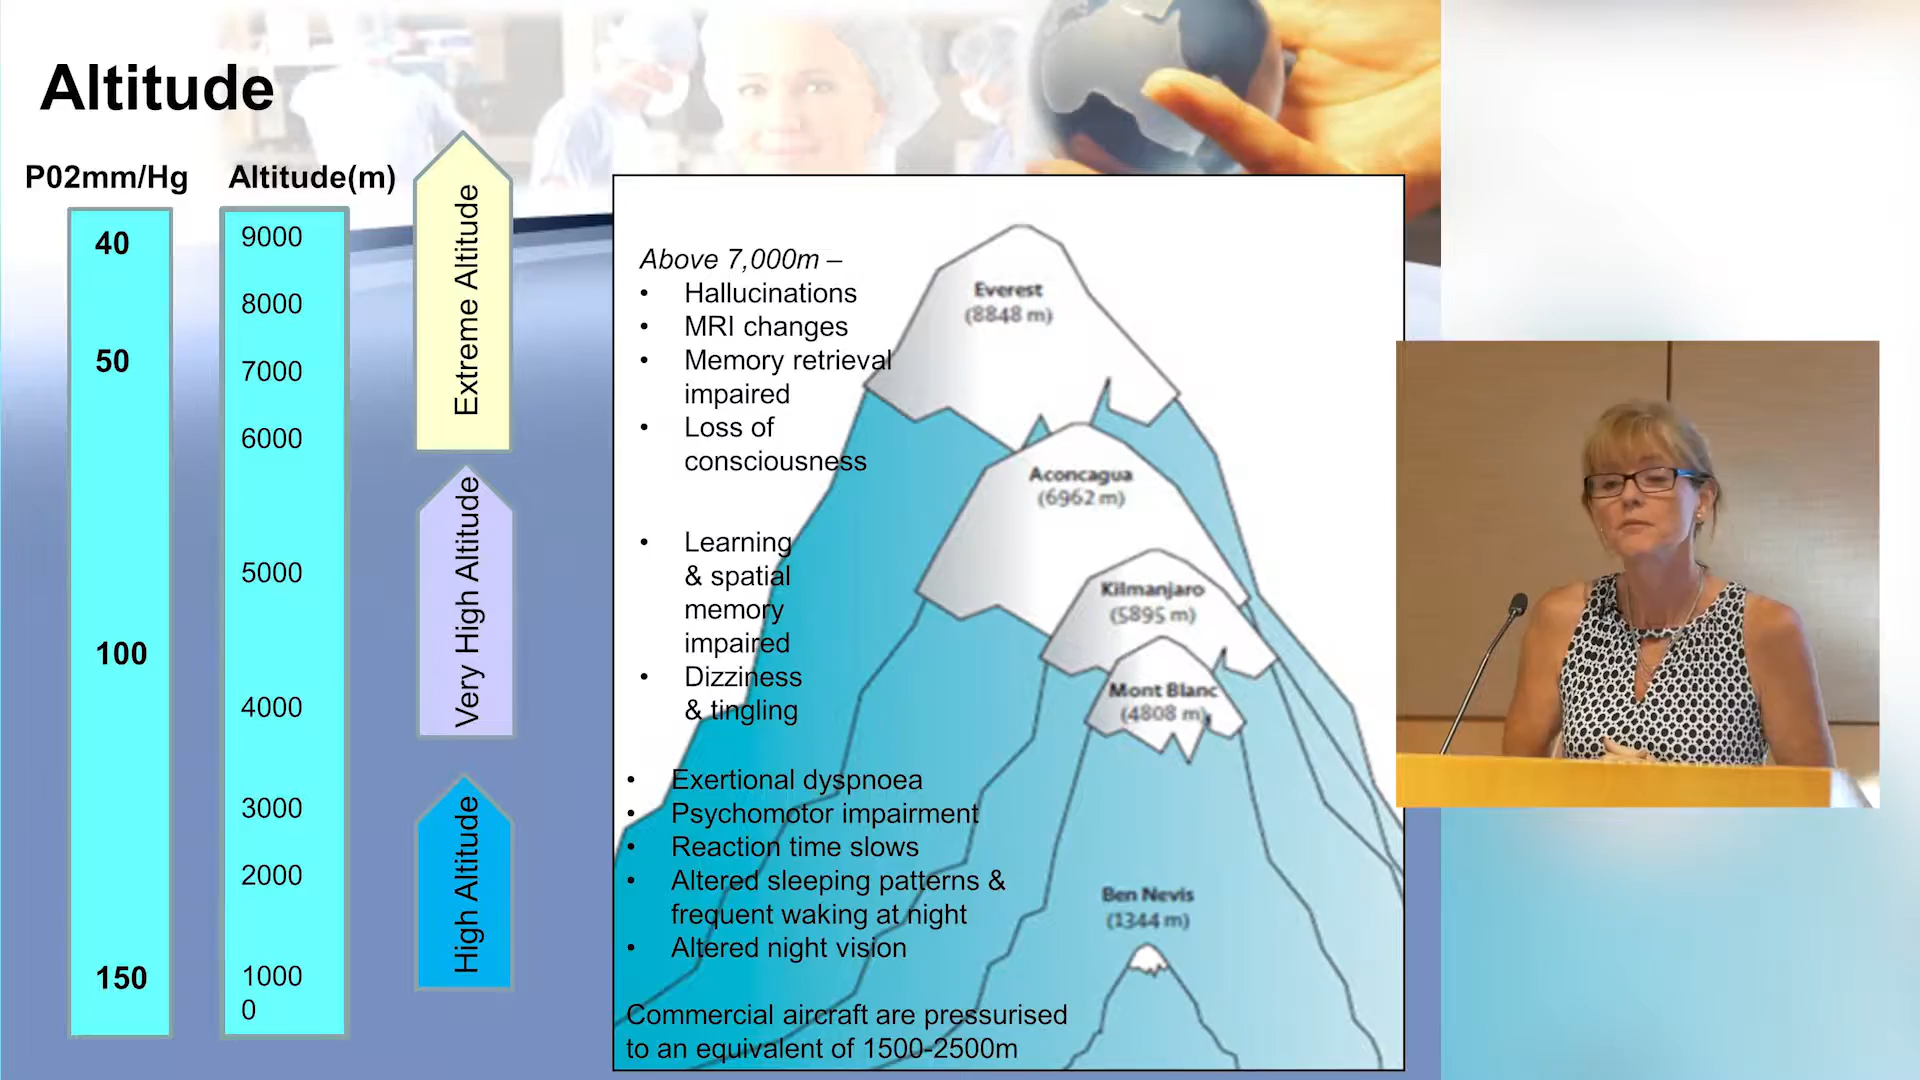 Altitude
P02mm/Hg
40
50
100
150
Altitude(m)
9000
8000
7000
6000
5000
4000
3000
2000
1000
0
Extreme Altitude
Very High Altitude
High Altitude
Above 7,000m –
• Hallucinations
• MRI changes
• Memory retrieval
impaired
• Loss of
consciousness
• Learning
& spatial
memory
impaired
• Dizziness
& tingling
• Exertional dyspnoea
• Psychomotor impairment
• Reaction time slows
• Altered sleeping patterns &
frequent waking at night
• Altered night vision
Commercial aircraft are pressurised
to an equivalent of 1500-2500m
Everest
(8848 m)
Aconcagua
(6962 m)
Kilmanjaro
(5895 m)
Mont Blanc
(4808 m)
Ben Nevis
(1344 m)